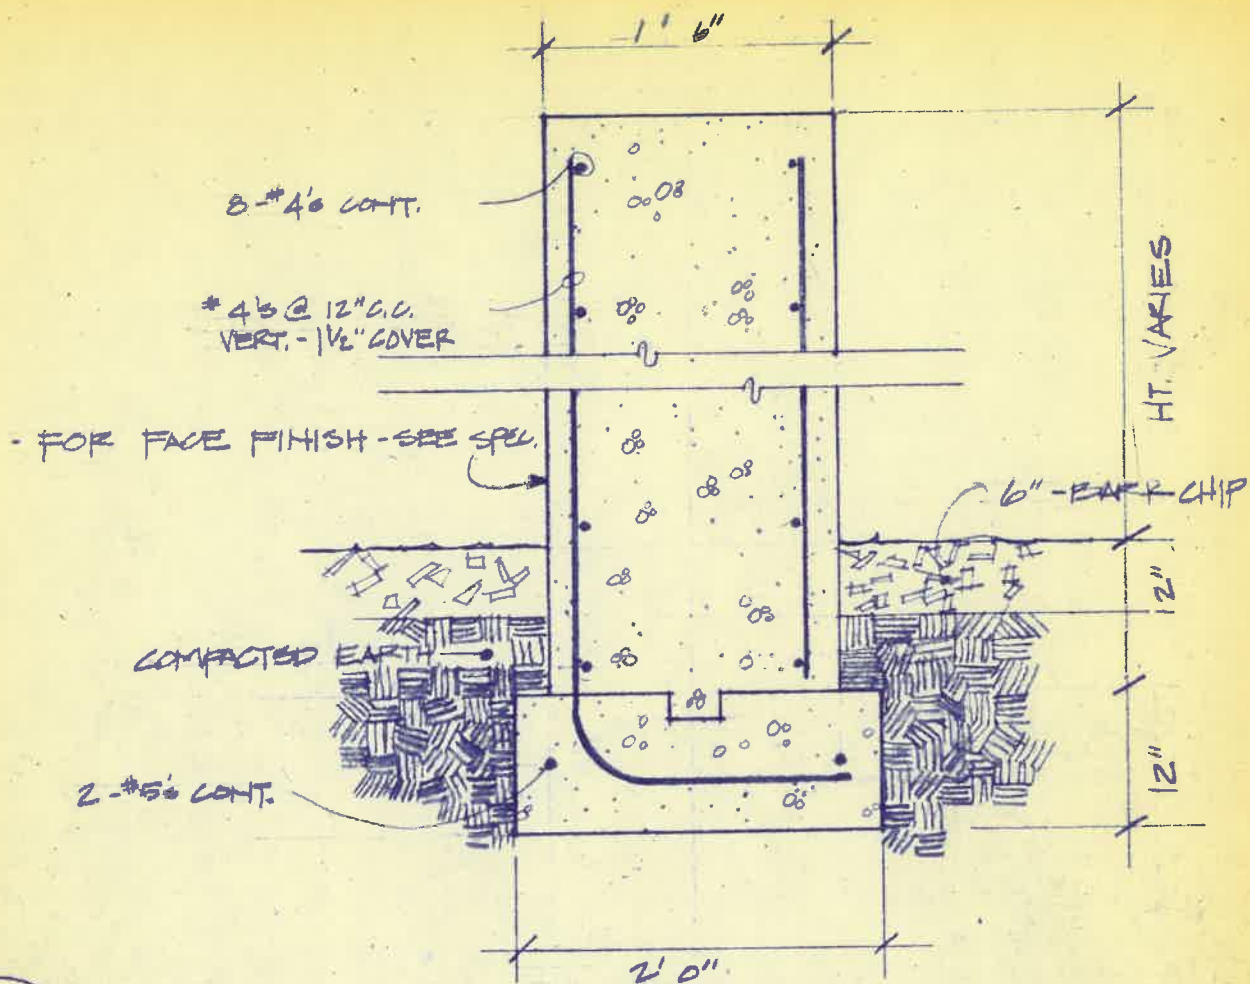 1' 6"
8-#4's CONT.
#4's @ 12" C.C.
VERT. - 1½" COVER
- FOR FACE FINISH - SEE SPEC.
HT. VARIES
6" - BARK CHIP
12"
COMPACTED EARTH
12"
2-#5's CONT.
2' 0"